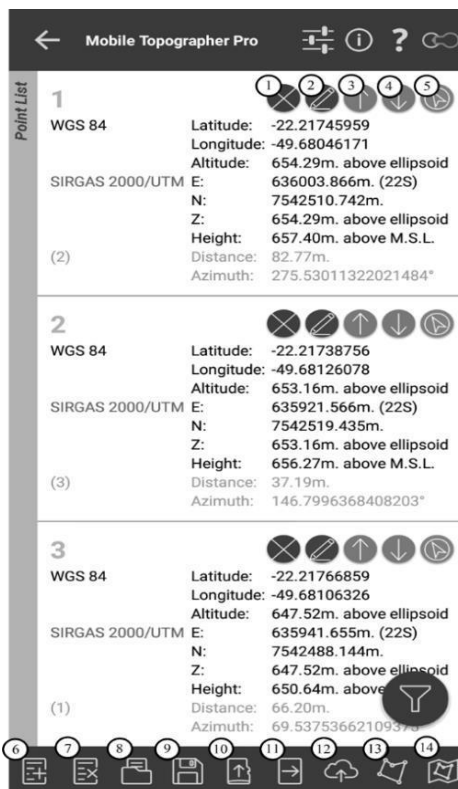 Mobile Topographer Pro
Point List
1
1 2 3 4 5
WGS 84 Latitude: -22.21745959
Longitude: -49.68046171
Altitude: 654.29m. above ellipsoid
SIRGAS 2000/UTM E: 636003.866m. (22S)
N: 7542510.742m.
Z: 654.29m. above ellipsoid
Height: 657.40m. above M.S.L.
(2) Distance: 82.77m.
Azimuth: 275.53011322021484°
2
WGS 84 Latitude: -22.21738756
Longitude: -49.68126078
Altitude: 653.16m. above ellipsoid
SIRGAS 2000/UTM E: 635921.566m. (22S)
N: 7542519.435m.
Z: 653.16m. above ellipsoid
Height: 656.27m. above M.S.L.
(3) Distance: 37.19m.
Azimuth: 146.7996368408203°
3
WGS 84 Latitude: -22.21766859
Longitude: -49.68106326
Altitude: 647.52m. above ellipsoid
SIRGAS 2000/UTM E: 635941.655m. (22S)
N: 7542488.144m.
Z: 647.52m. above ellipsoid
Height: 650.64m. above
(1) Distance: 66.20m.
Azimuth: 69.53753662109375°
6 7 8 9 10 11 12 13 14